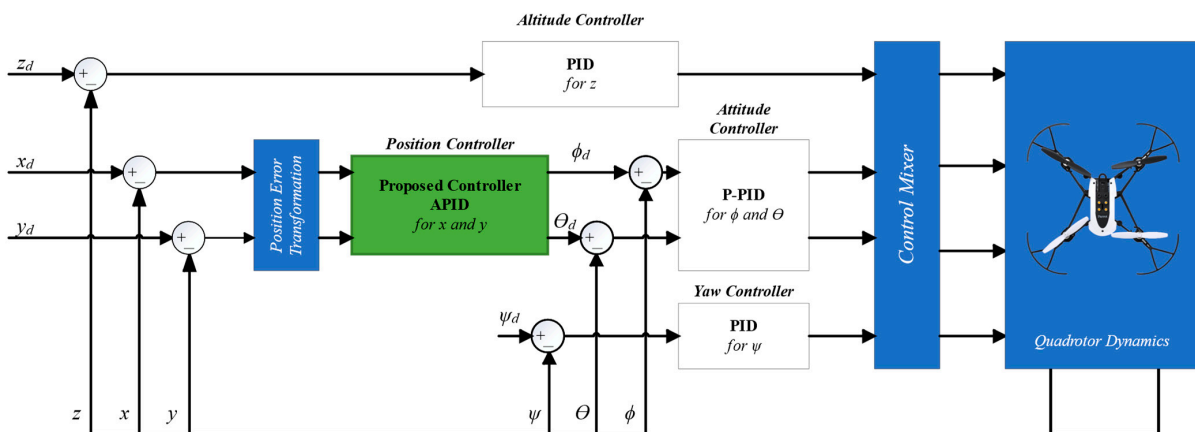 Altitude Controller
z_d
+
−
PID
for z
Attitude
Controller
Position Controller
x_d
+
−
Position Error
Transformation
Proposed Controller
APID
for x and y
ϕ_d
+
−
P-PID
for ϕ and Θ
y_d
+
−
Θ_d
+
−
Control Mixer
Yaw Controller
ψ_d
+
−
PID
for ψ
Quadrotor Dynamics
z
x
y
ψ
Θ
ϕ